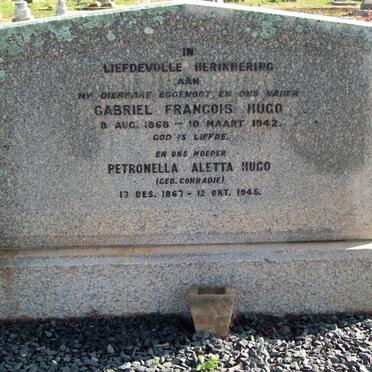 IN
LIEFDEVOLLE HERINNERING
AAN
MY DIERBARE EGGENOOT EN ONS VADER
GABRIEL FRANCOIS HUGO
8 AUG. 1868 — 10 MAART 1942.
GOD IS LIEFDE.
EN ONS MOEDER
PETRONELLA ALETTA HUGO
(GEB. CONRADIE)
17 DES. 1867 - 12 OKT. 1945.